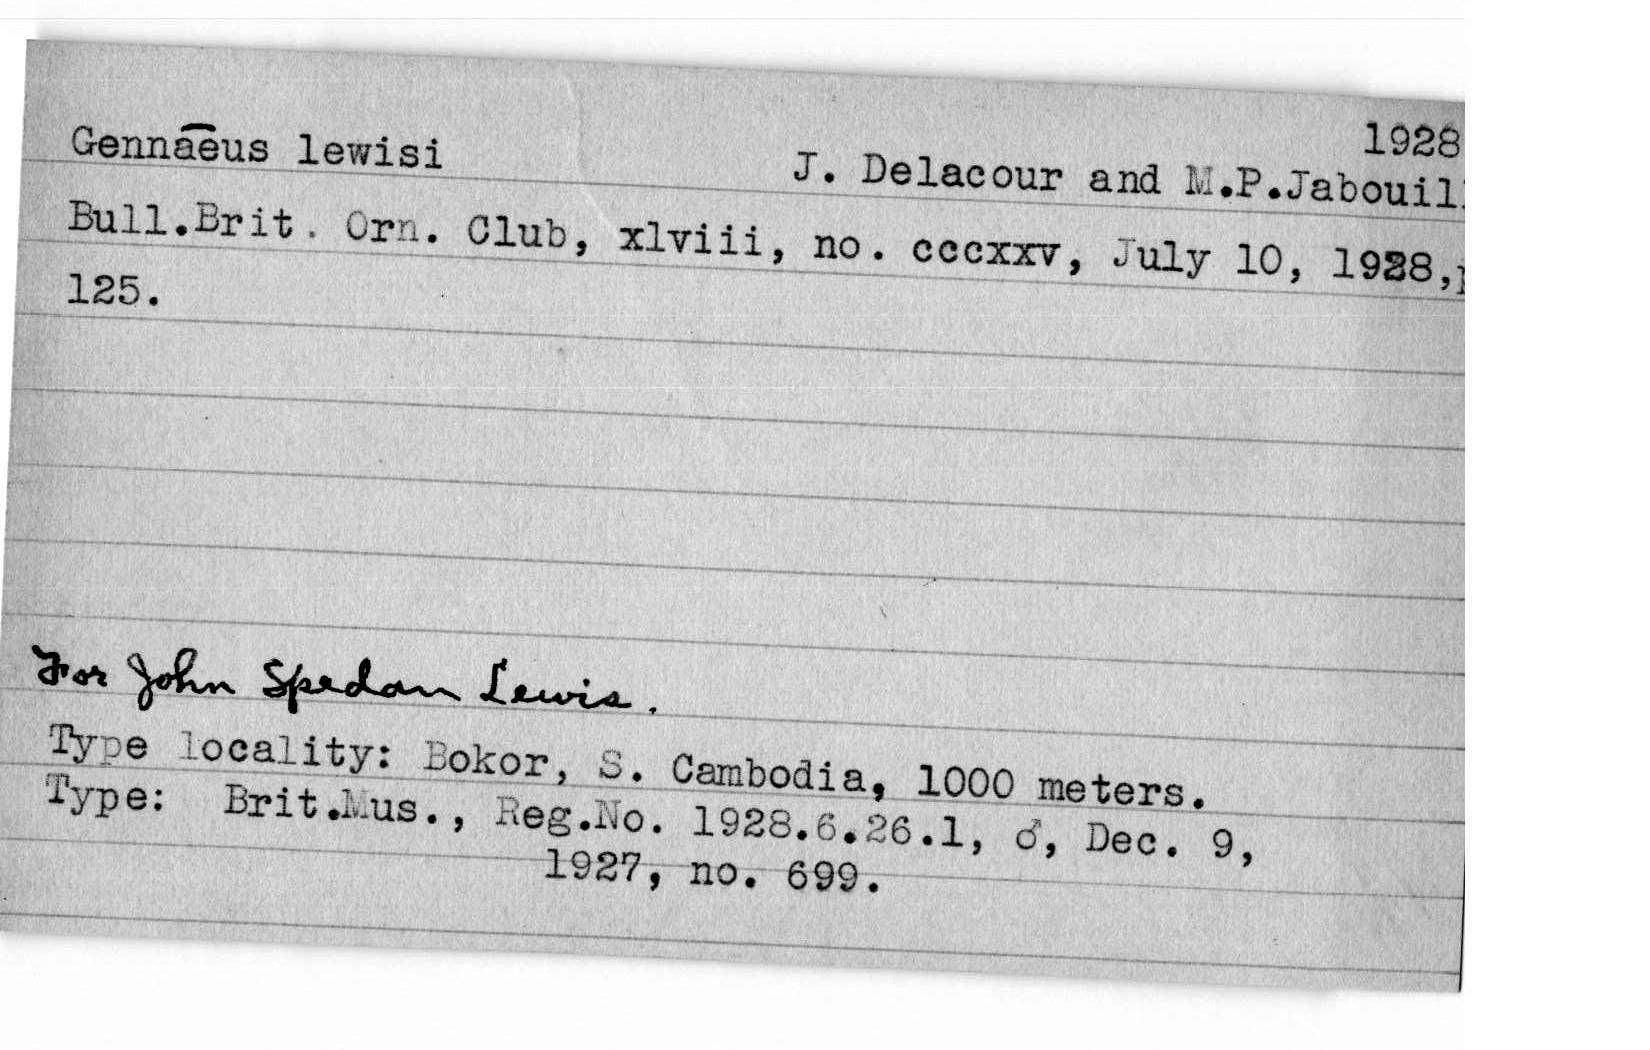 1928
Gennaeus lewisi J. Delacour and M.P.Jabouil
Bull.Brit. Orn. Club, xlviii, no. cccxxv, July 10, 1928,
125.
For John Spedan Lewis.
Type locality: Bokor, S. Cambodia, 1000 meters.
Type: Brit.Mus., Reg.No. 1928.6.26.1, ♂, Dec. 9,
1927, no. 699.